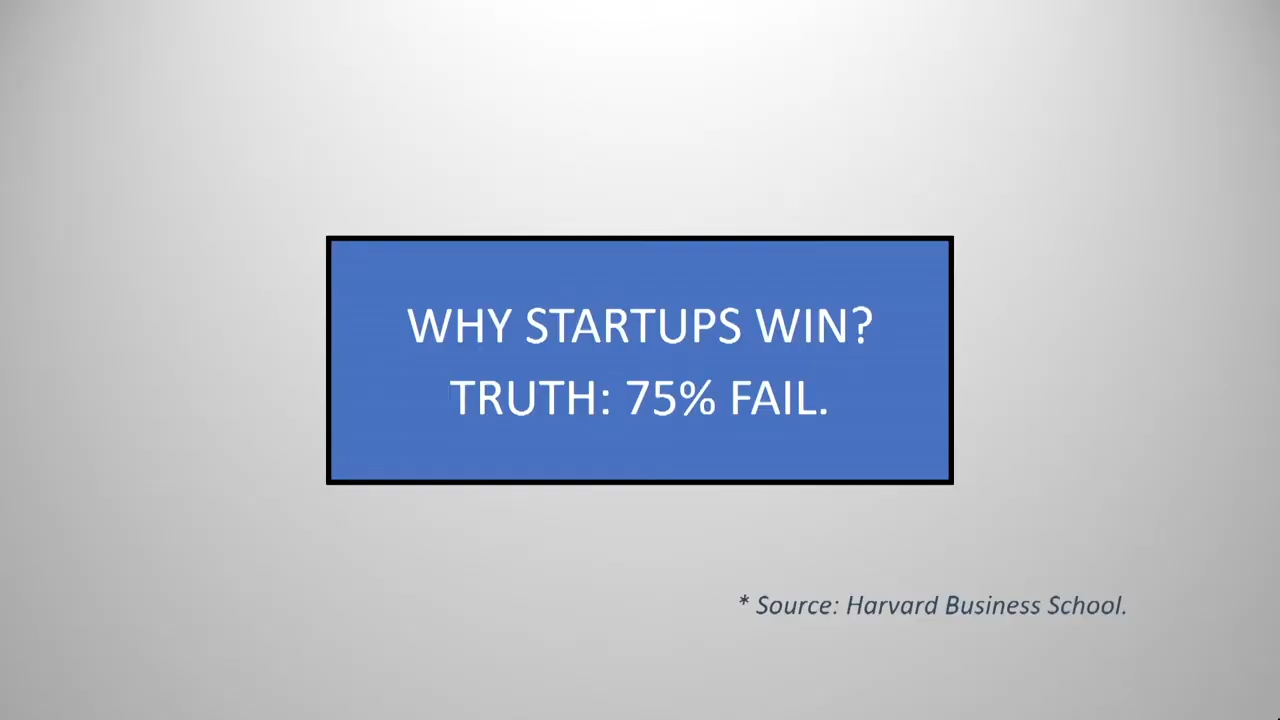 WHY STARTUPS WIN?
TRUTH: 75% FAIL.
* Source: Harvard Business School.